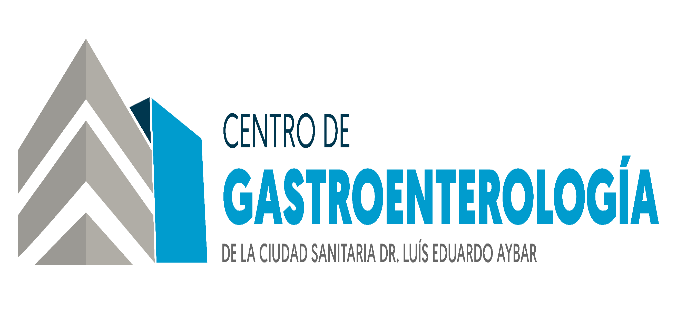 CENTRO DE
GASTROENTEROLOGÍA
DE LA CIUDAD SANITARIA DR. LUÍS EDUARDO AYBAR